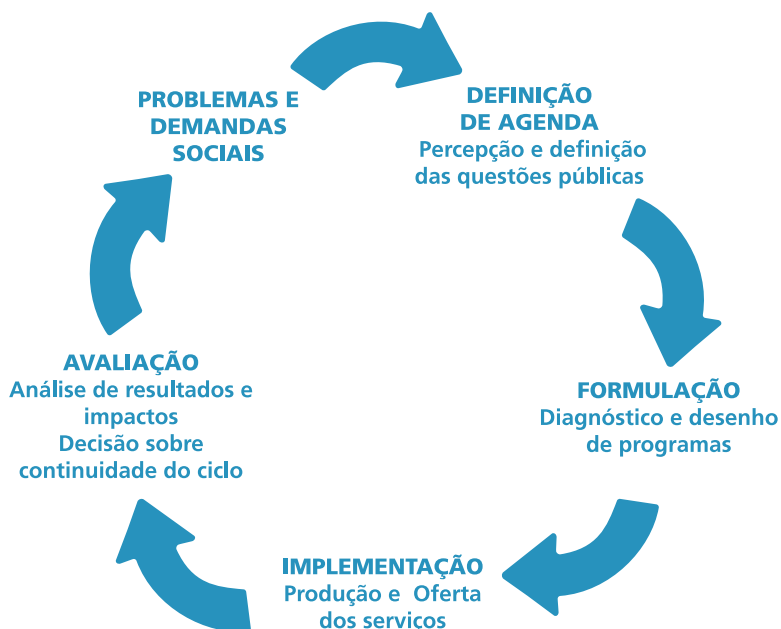 PROBLEMAS E
DEMANDAS
SOCIAIS
DEFINIÇÃO
DE AGENDA
Percepção e definição
das questões públicas
FORMULAÇÃO
Diagnóstico e desenho
de programas
IMPLEMENTAÇÃO
Produção e Oferta
dos serviços
AVALIAÇÃO
Análise de resultados e
impactos
Decisão sobre
continuidade do ciclo